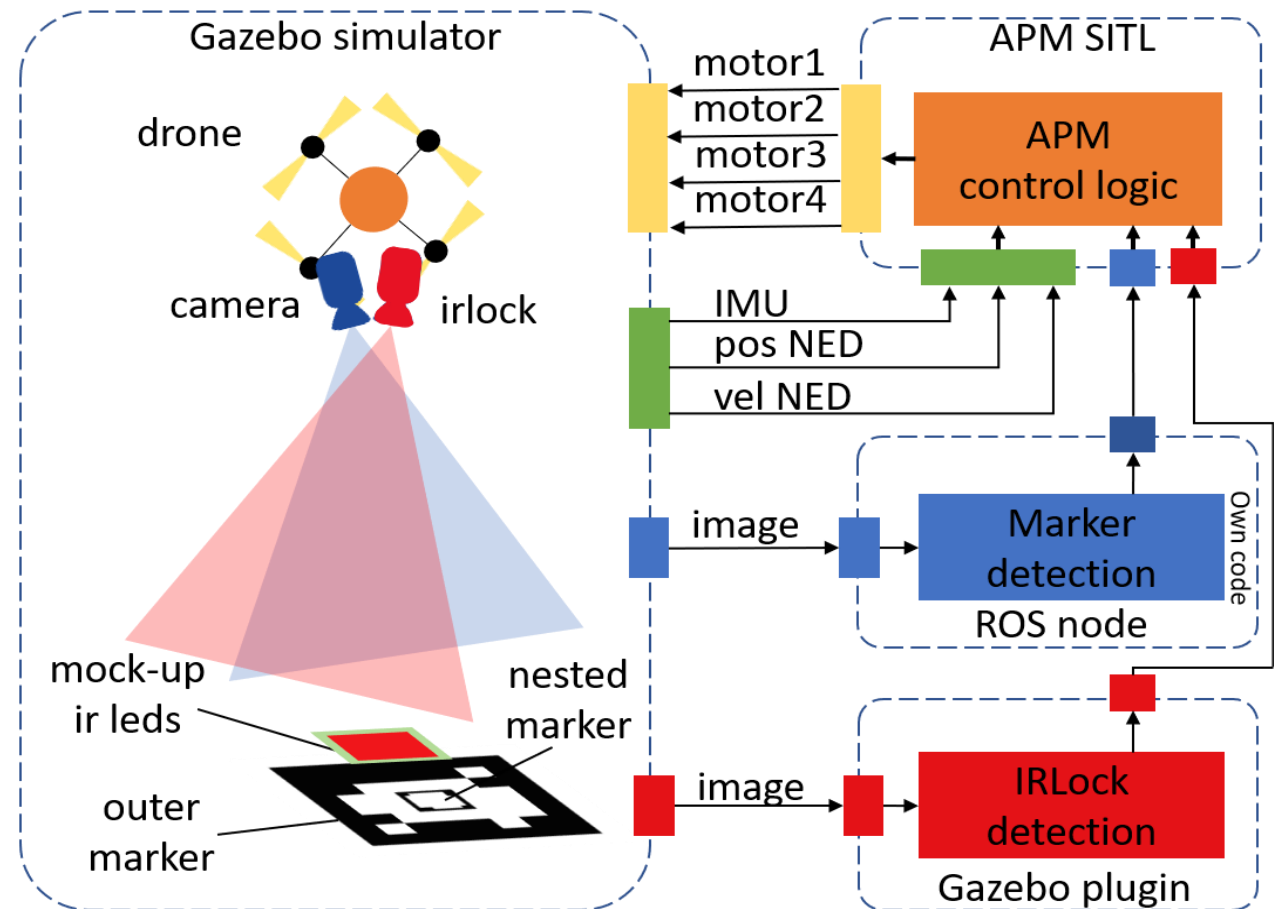 Gazebo simulator
drone
camera
irlock
mock-up
ir leds
nested
marker
outer
marker
motor1
motor2
motor3
motor4
IMU
pos NED
vel NED
image
image
APM SITL
APM
control logic
Marker
detection
Own code
ROS node
IRLock
detection
Gazebo plugin